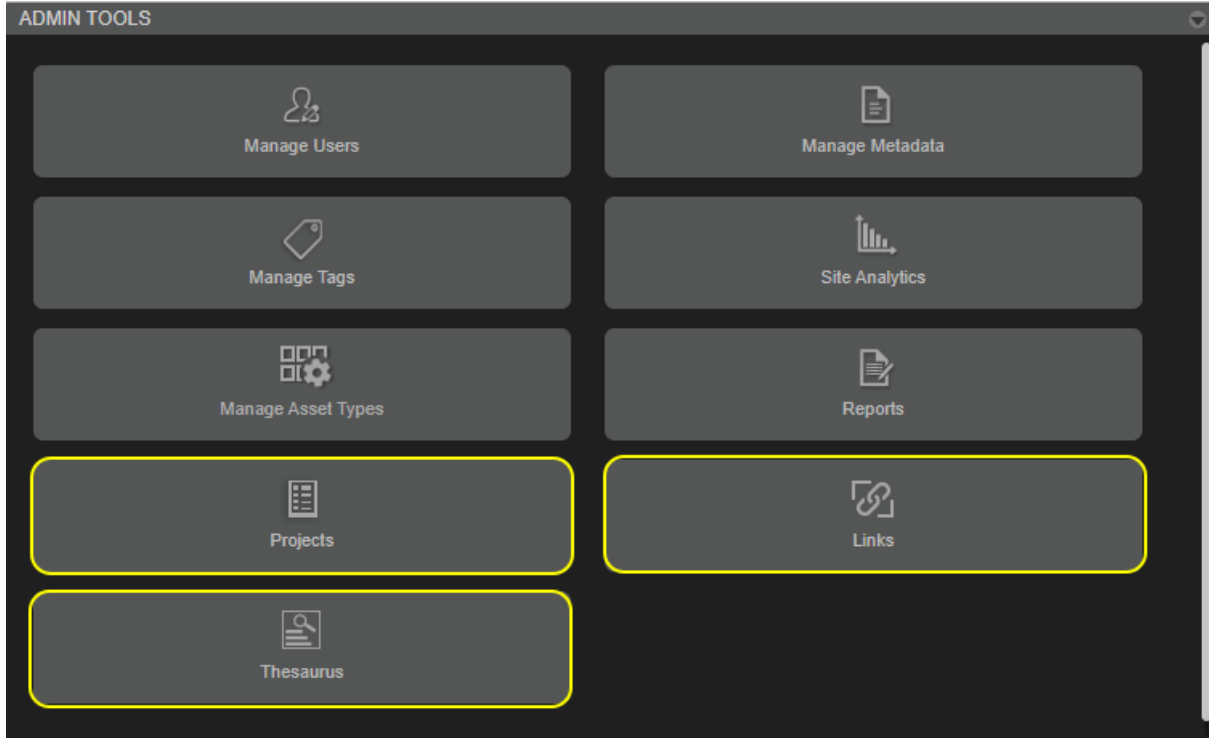 ADMIN TOOLS
Manage Users
Manage Metadata
Manage Tags
Site Analytics
Manage Asset Types
Reports
Projects
Links
Thesaurus